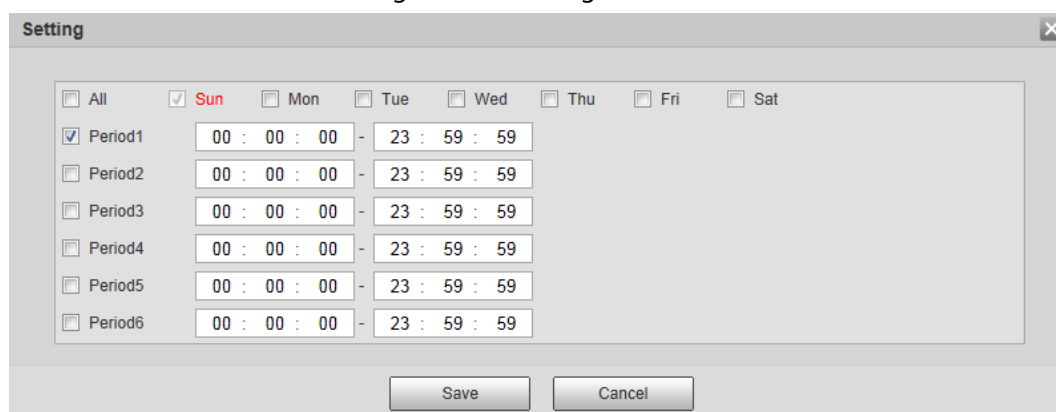 Setting
All Sun Mon Tue Wed Thu Fri Sat
Period1 00 : 00 : 00 - 23 : 59 : 59
Period2 00 : 00 : 00 - 23 : 59 : 59
Period3 00 : 00 : 00 - 23 : 59 : 59
Period4 00 : 00 : 00 - 23 : 59 : 59
Period5 00 : 00 : 00 - 23 : 59 : 59
Period6 00 : 00 : 00 - 23 : 59 : 59
Save Cancel